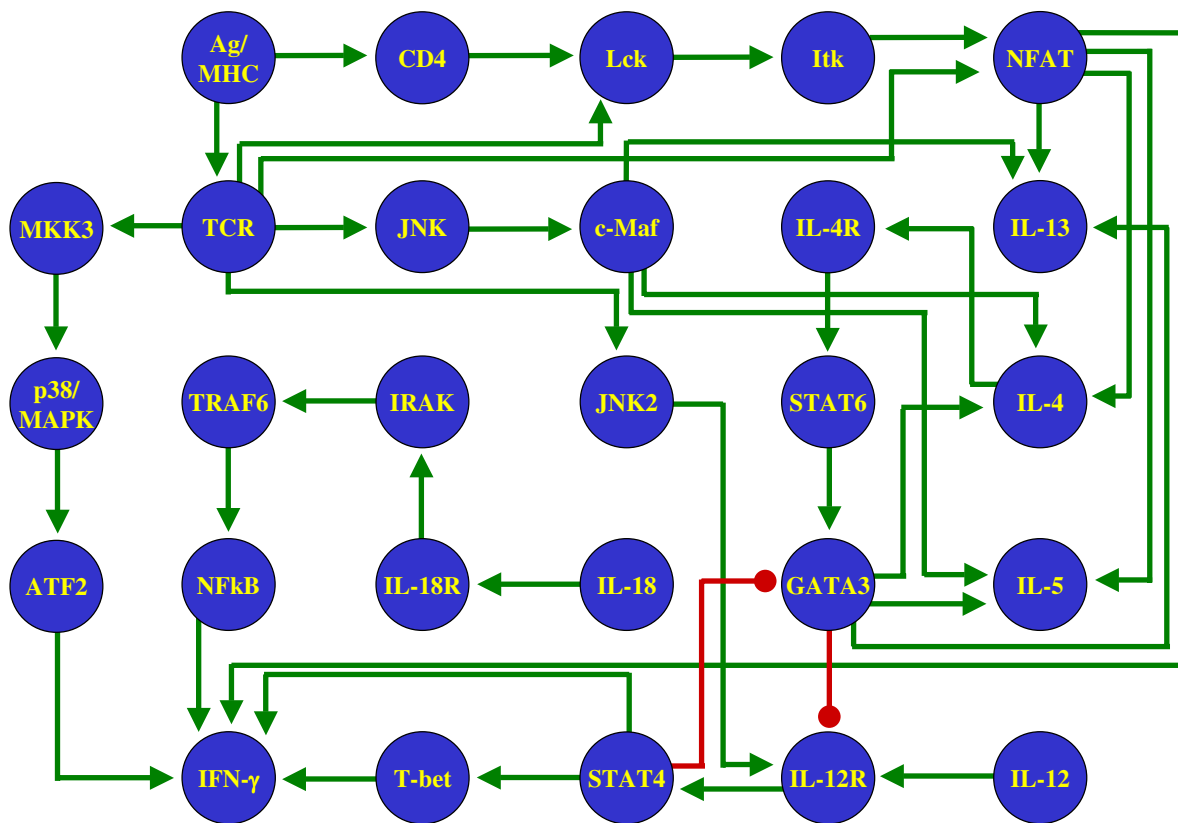 Ag/
MHC
CD4
Lck
Itk
NFAT
MKK3
TCR
JNK
c-Maf
IL-4R
IL-13
p38/
MAPK
TRAF6
IRAK
JNK2
STAT6
IL-4
ATF2
NFkB
IL-18R
IL-18
GATA3
IL-5
IFN-γ
T-bet
STAT4
IL-12R
IL-12